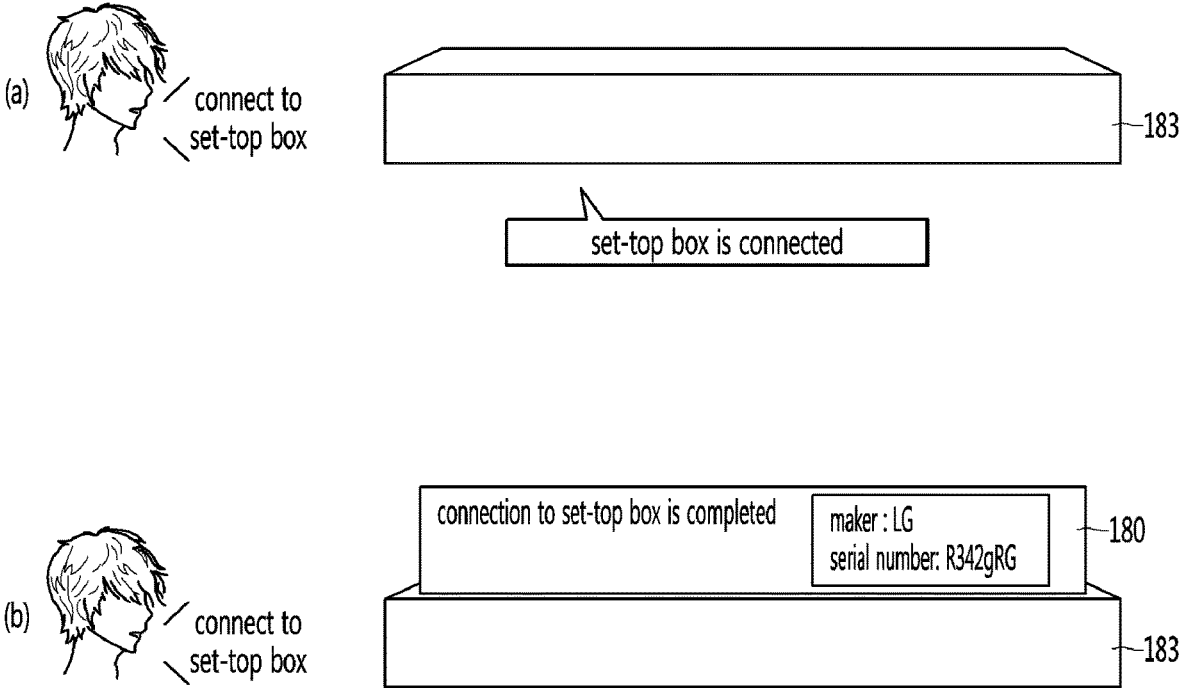 (a)
connect to
set-top box
183
set-top box is connected
(b)
connect to
set-top box
connection to set-top box is completed
maker : LG
serial number: R342gRG
180
183